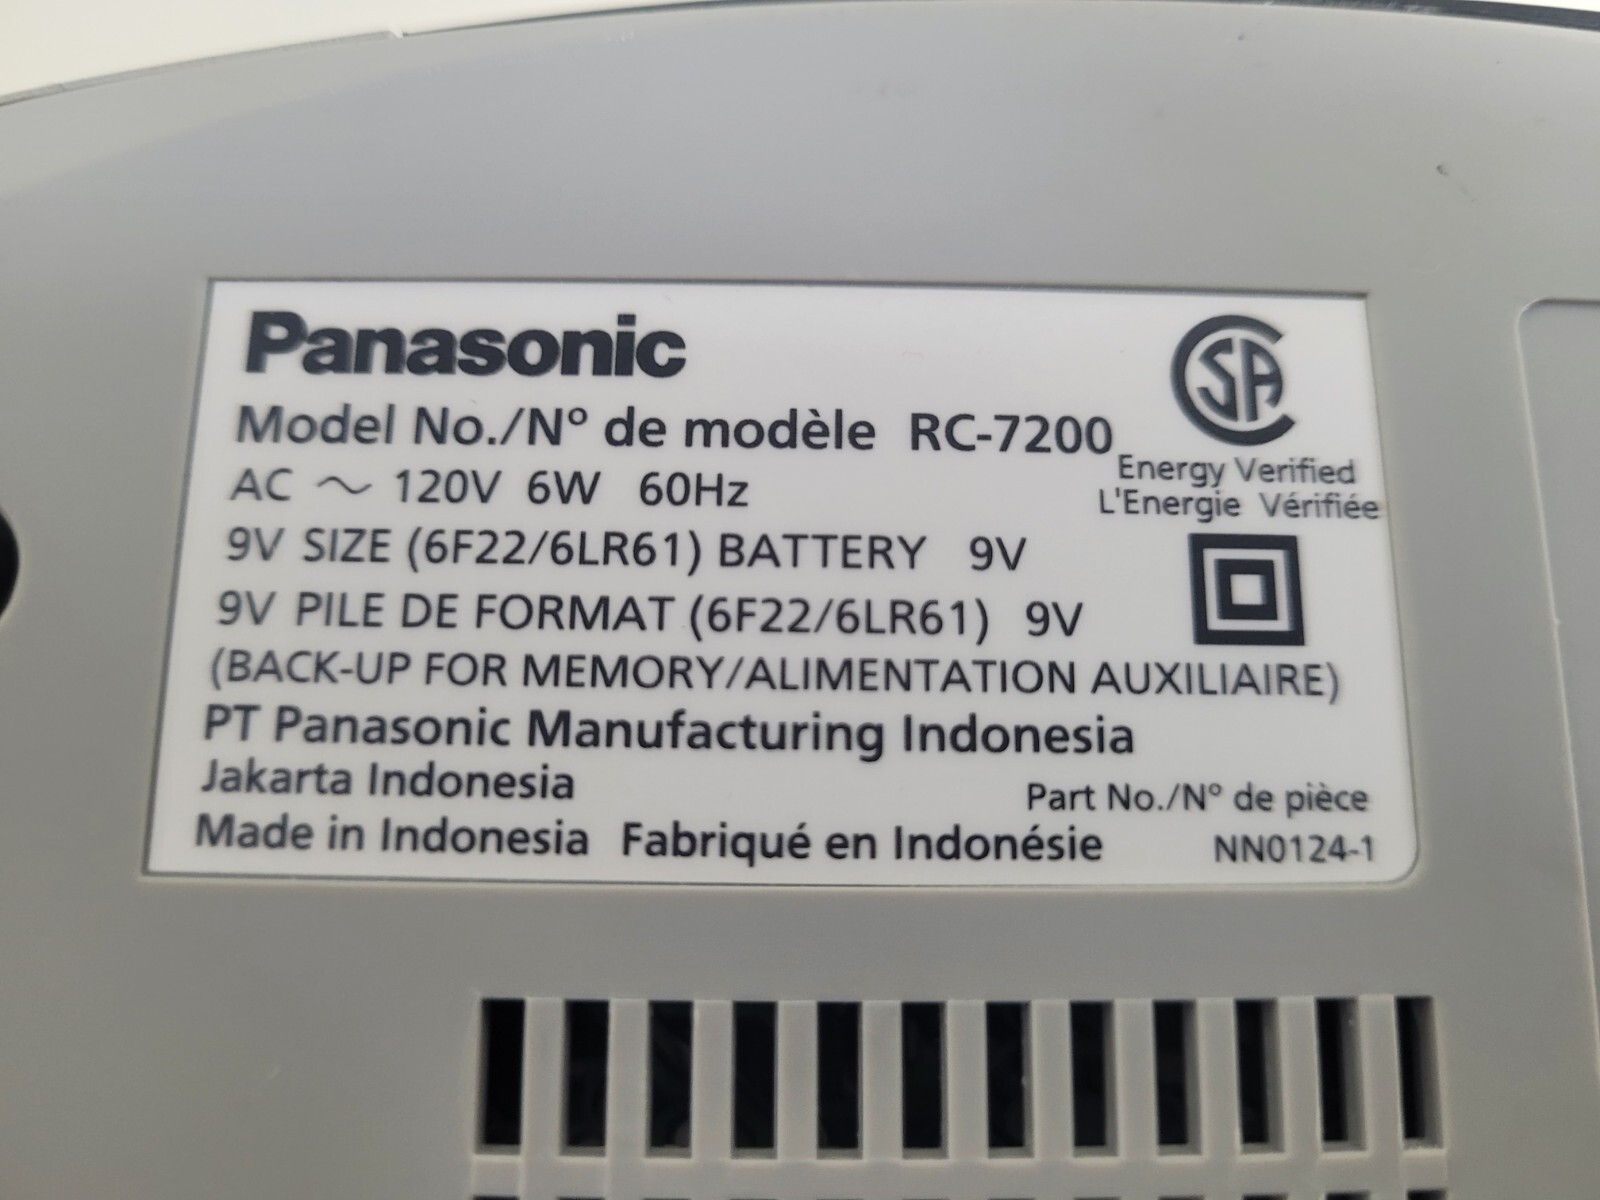 Panasonic
Model No./N° de modèle RC-7200
AC ~ 120V 6W 60Hz
9V SIZE (6F22/6LR61) BATTERY 9V
9V PILE DE FORMAT (6F22/6LR61) 9V
(BACK-UP FOR MEMORY/ALIMENTATION AUXILIAIRE)
PT Panasonic Manufacturing Indonesia
Jakarta Indonesia
Made in Indonesia Fabriqué en Indonésie
CSA
Energy Verified
L'Energie Vérifiée
Part No./N° de pièce
NN0124-1